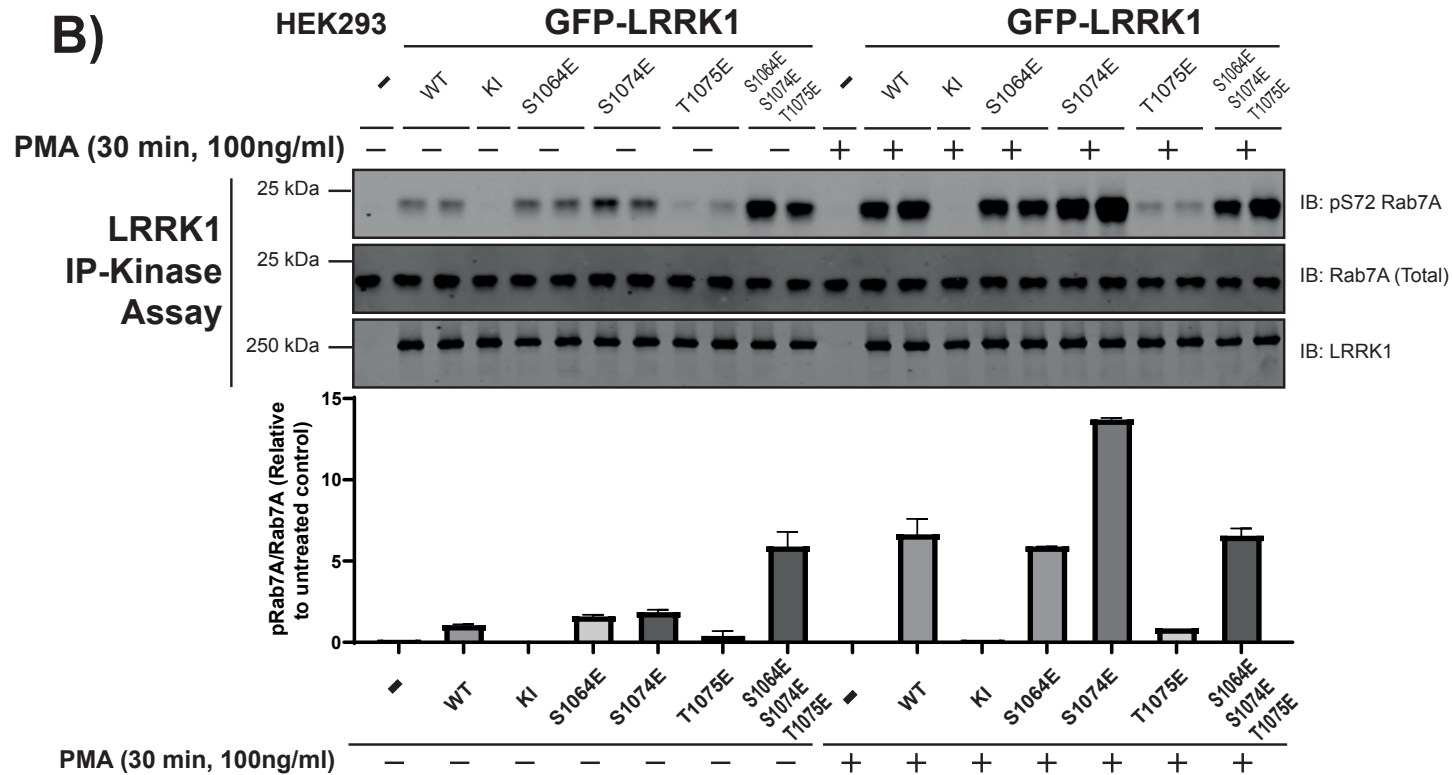 B)
HEK293 GFP-LRRK1 GFP-LRRK1
– WT KI S1064E S1074E T1075E S1064E S1074E T1075E – WT KI S1064E S1074E T1075E S1064E S1074E T1075E
PMA (30 min, 100ng/ml) – – – – – – – + + + + + + +
LRRK1
IP-Kinase
Assay
25 kDa
IB: pS72 Rab7A
25 kDa
IB: Rab7A (Total)
250 kDa
IB: LRRK1
pRab7A/Rab7A (Relative
to untreated control)
15
10
5
0
– WT KI S1064E S1074E T1075E S1064E S1074E T1075E – WT KI S1064E S1074E T1075E S1064E S1074E T1075E
PMA (30 min, 100ng/ml) – – – – – – – + + + + + + +